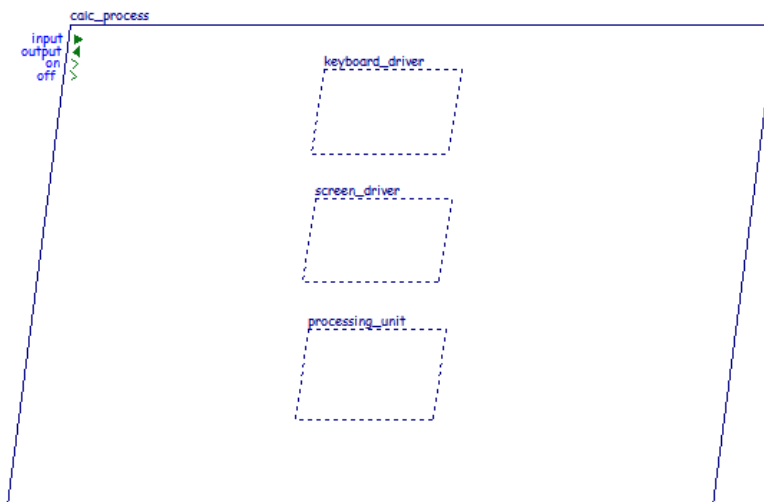 calc_process
input
output
on
off
keyboard_driver
screen_driver
processing_unit